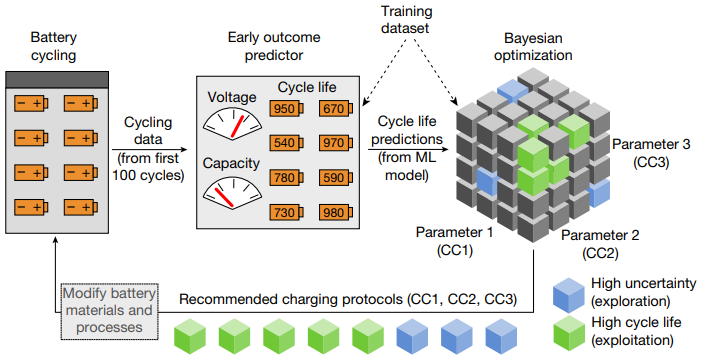 Battery
cycling
Early outcome
predictor
Training
dataset
Bayesian
optimization
- + - +
- + - +
- + - +
- + - +
Cycling
data
(from first
100 cycles)
Voltage
Capacity
Cycle life
950 670
540 970
780 590
730 980
Cycle life
predictions
(from ML
model)
Parameter 3
(CC3)
Parameter 1
(CC1)
Parameter 2
(CC2)
Modify battery
materials and
processes
Recommended charging protocols (CC1, CC2, CC3)
High uncertainty
(exploration)
High cycle life
(exploitation)